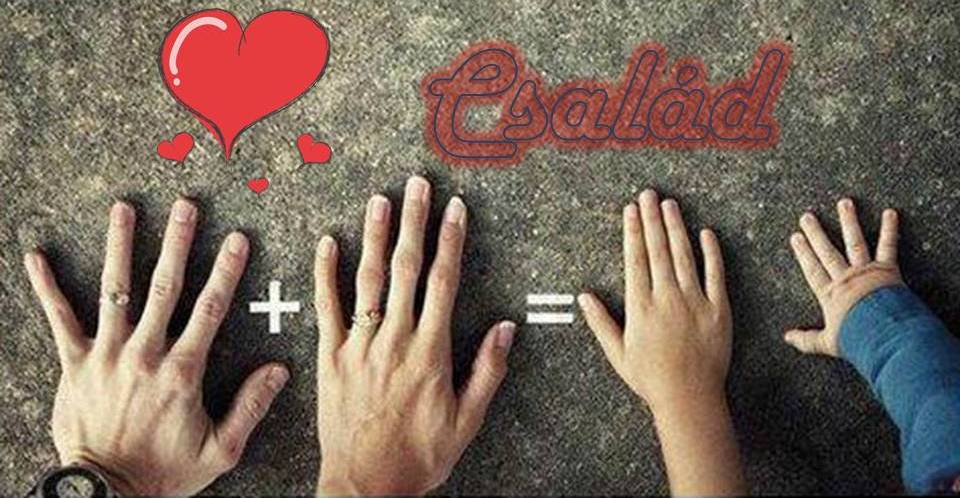 Család
+ =